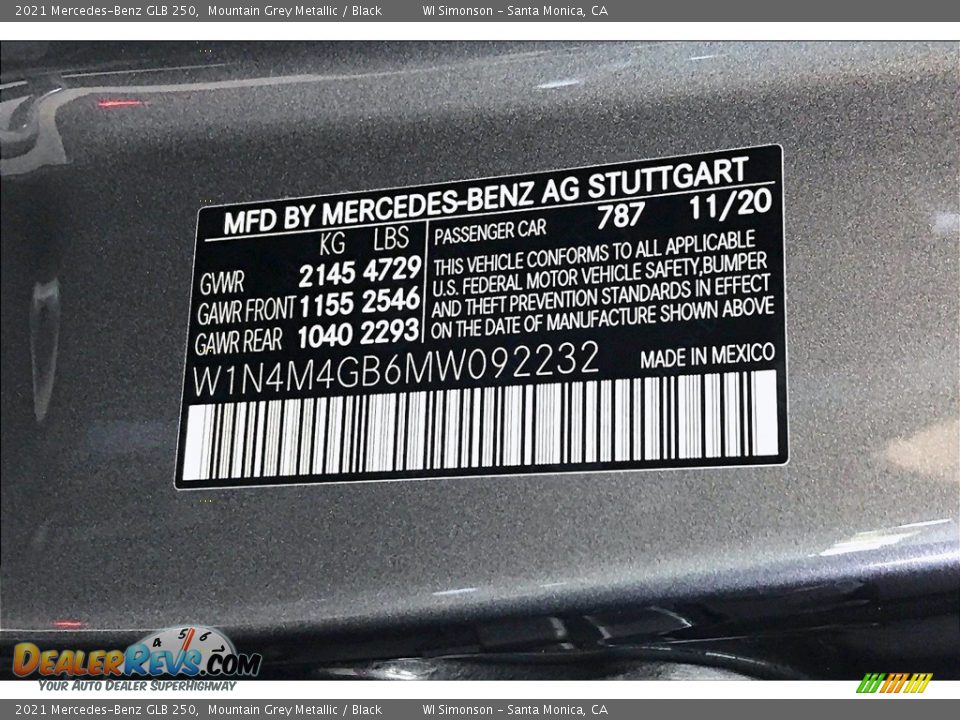 2021 Mercedes-Benz GLB 250, Mountain Grey Metallic / Black WI Simonson - Santa Monica, CA
MFD BY MERCEDES-BENZ AG STUTTGART
KG LBS
GVWR 2145 4729
GAWR FRONT 1155 2546
GAWR REAR 1040 2293
PASSENGER CAR 787 11/20
THIS VEHICLE CONFORMS TO ALL APPLICABLE
U.S. FEDERAL MOTOR VEHICLE SAFETY,BUMPER
AND THEFT PREVENTION STANDARDS IN EFFECT
ON THE DATE OF MANUFACTURE SHOWN ABOVE
W1N4M4GB6MW092232 MADE IN MEXICO
4 5 6
DEALERREVS.COM
YOUR AUTO DEALER SUPERHIGHWAY
2021 Mercedes-Benz GLB 250, Mountain Grey Metallic / Black WI Simonson - Santa Monica, CA